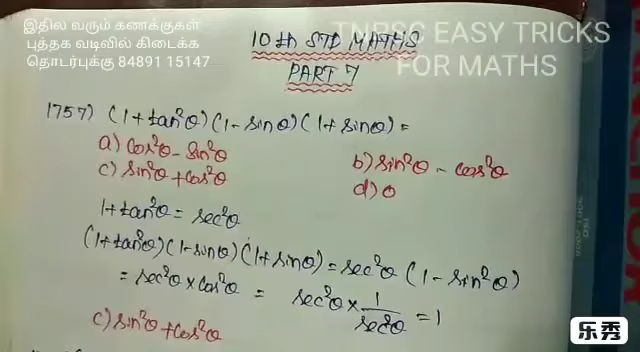 இதில் வரும் கணக்குகள்
புத்தக வடிவில் கிடைக்க
தொடர்புக்கு 84891 15147
TNPSC EASY TRICKS
FOR MATHS
10th STD MATHS
PART 7
1757) (1+tan²θ)(1-sinθ)(1+sinθ)=
a) cos²θ - sin²θ
b) sin²θ - cos²θ
c) sin²θ + cos²θ
d) 0
1+tan²θ = sec²θ
(1+tan²θ)(1-sinθ)(1+sinθ) = sec²θ (1-sin²θ)
= sec²θ × cos²θ = sec²θ × 1/sec²θ = 1
c) sin²θ + cos²θ
乐秀